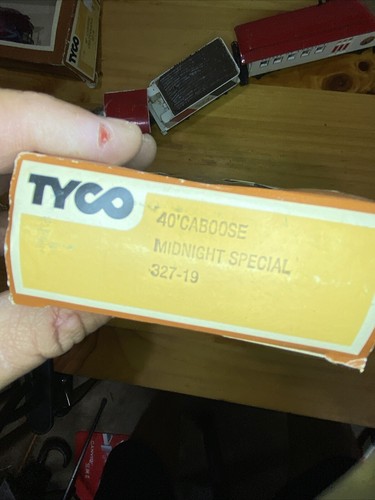 TYCO
TYCO
40'CABOOSE
MIDNIGHT SPECIAL
327-19